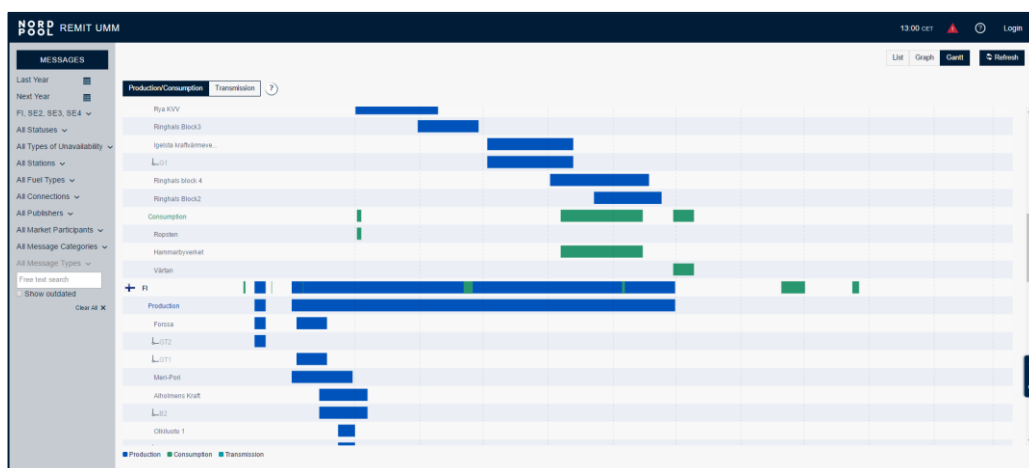 NORD POOL REMIT UMM
13:00 CET
Login
MESSAGES
List Graph Gantt Refresh
Last Year
Next Year
FI, SE2, SE3, SE4
All Statuses
All Types of Unavailability
All Stations
All Fuel Types
All Connections
All Publishers
All Market Participants
All Message Categories
All Message Types
Free text search
Show outdated
Clear All X
Production/Consumption Transmission ?
Rya KVV
Ringhals Block3
Igelsta kraftvärmeve...
G1
Ringhals block 4
Ringhals Block2
Consumption
Ropsten
Hammarbyverket
Värtan
FI
Production
Forssa
GT2
GT1
Meri-Pori
Alholmens Kraft
B2
Olkiluoto 1
Production Consumption Transmission